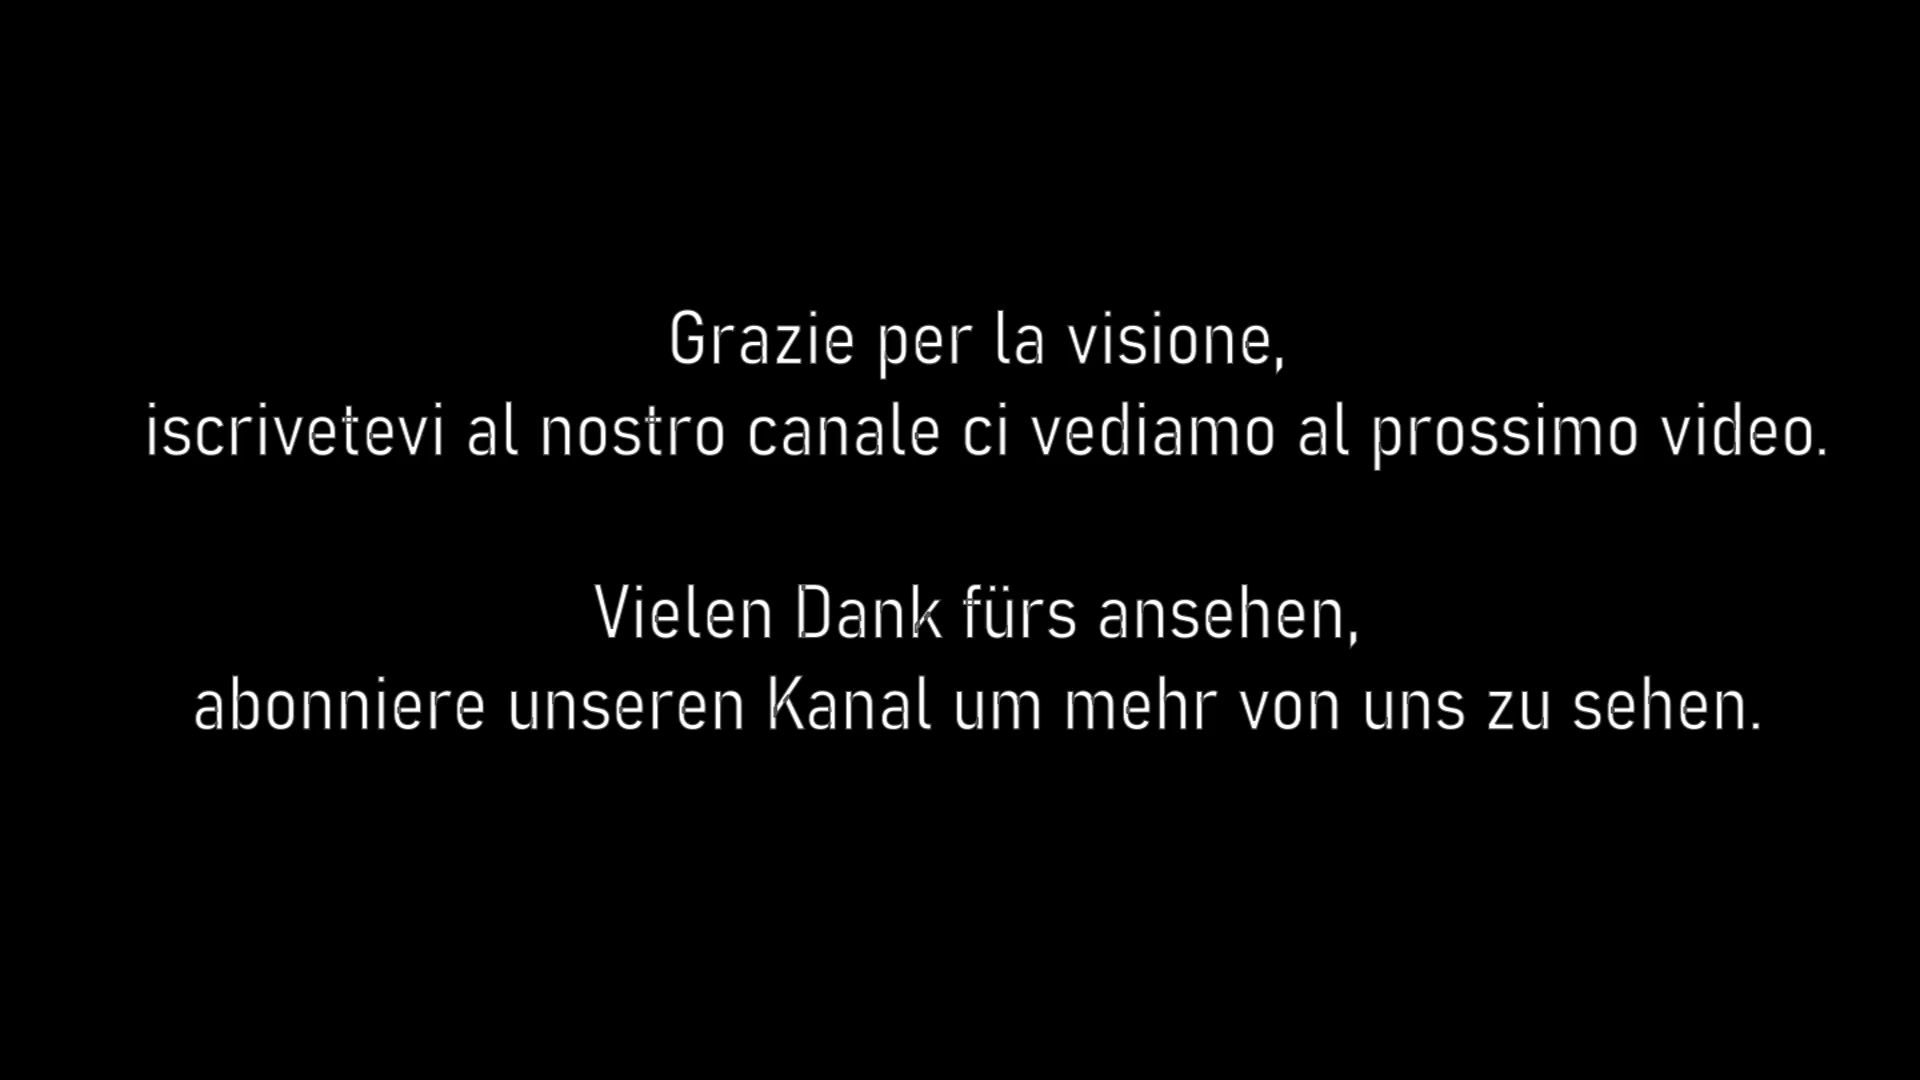 Grazie per la visione,
iscrivetevi al nostro canale ci vediamo al prossimo video.
Vielen Dank fürs ansehen,
abonniere unseren Kanal um mehr von uns zu sehen.